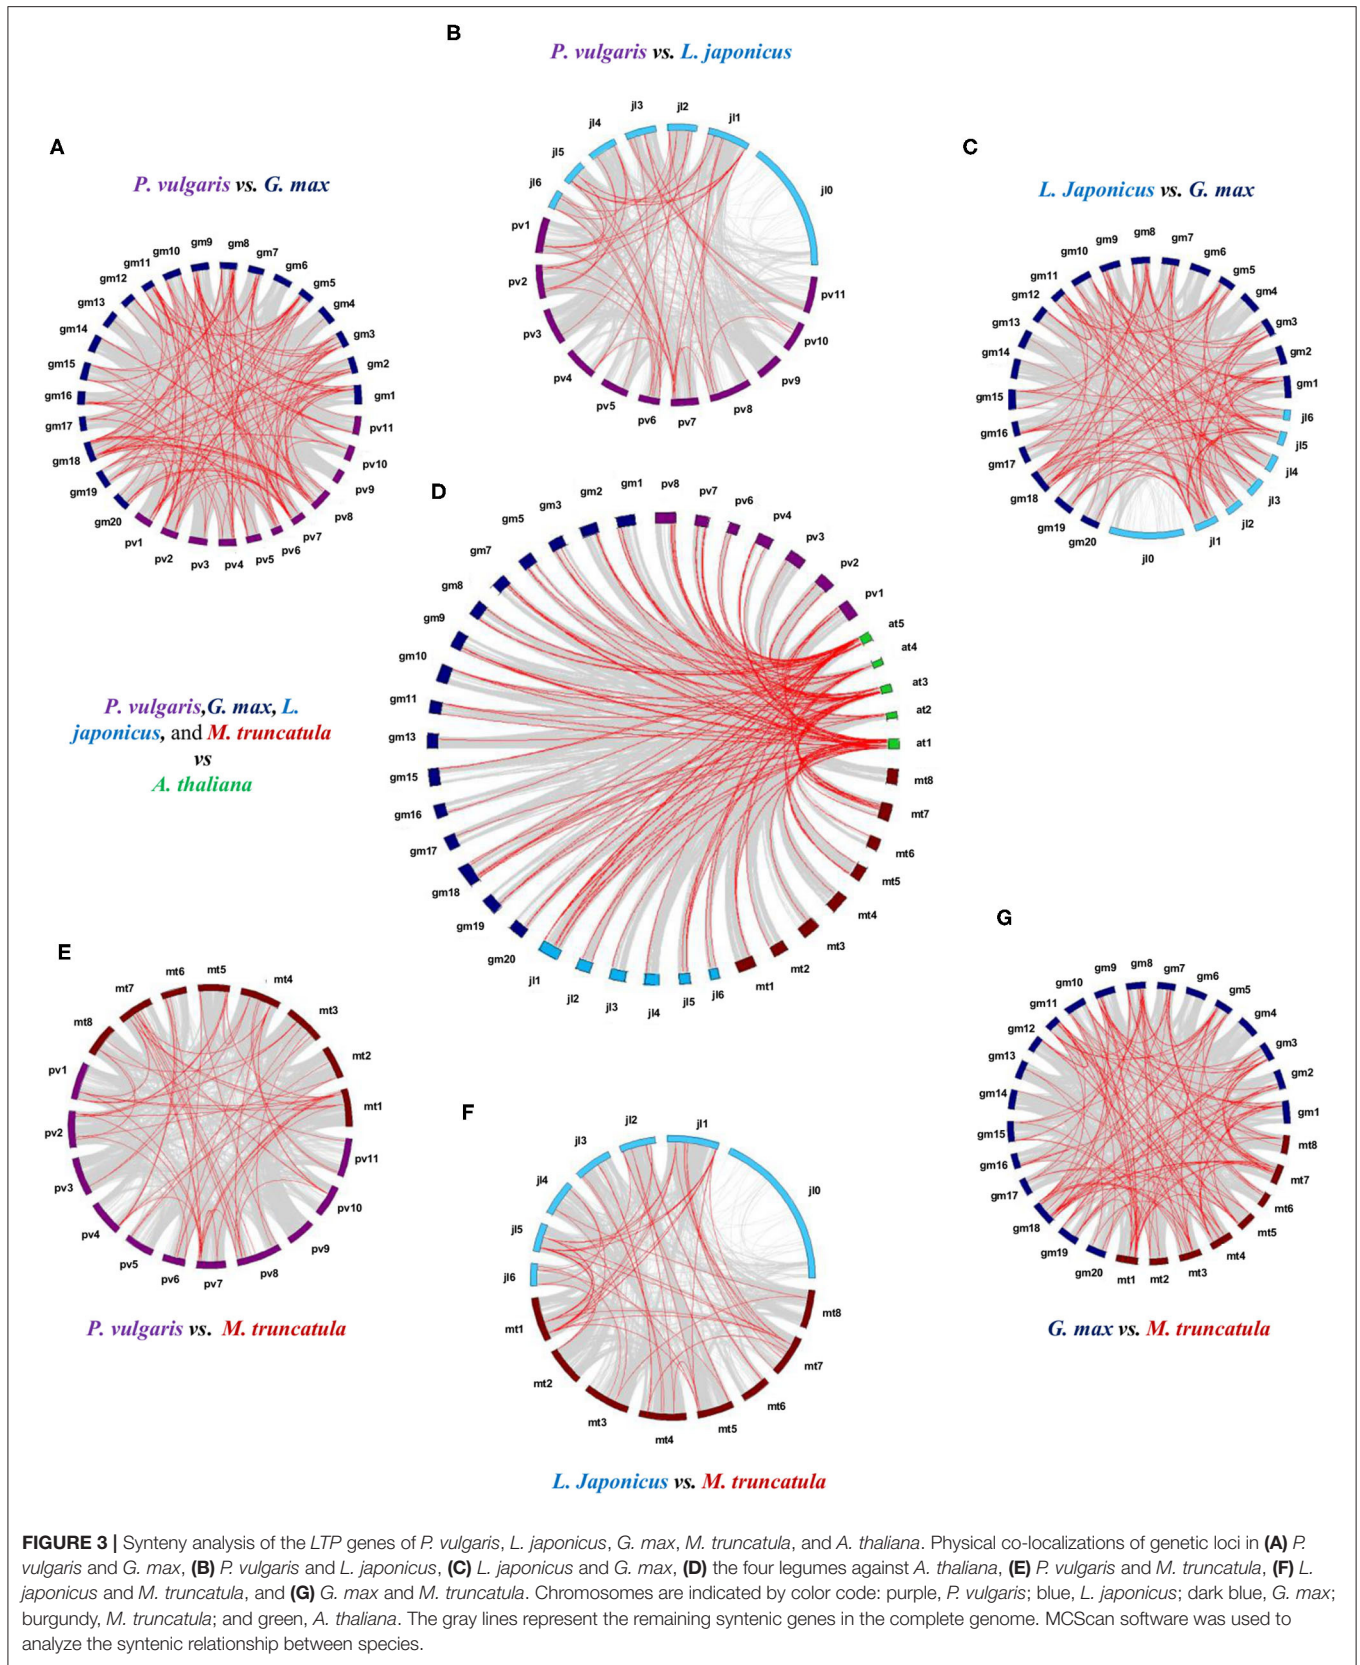 B
P. vulgaris vs. L. japonicus
jl3
jl2
jl1
jl4
jl5
jl6
jl0
pv1
pv2
pv3
pv4
pv5
pv6
pv7
pv8
pv9
pv10
pv11
A
P. vulgaris vs. G. max
gm9
gm8
gm10
gm7
gm11
gm6
gm12
gm5
gm13
gm4
gm14
gm3
gm15
gm2
gm16
gm1
gm17
pv11
gm18
pv10
gm19
pv9
gm20
pv8
pv1
pv7
pv2
pv6
pv3
pv4
pv5
C
L. Japonicus vs. G. max
gm8
gm9
gm7
gm10
gm6
gm11
gm5
gm12
gm4
gm13
gm3
gm14
gm2
gm15
gm1
gm16
jl6
gm17
jl5
gm18
jl4
gm19
jl3
gm20
jl2
jl1
jl0
D
gm1
pv8
gm2
pv7
gm3
pv6
gm5
pv4
gm7
pv3
gm8
pv2
gm9
pv1
gm10
at5
gm11
at4
gm13
at3
gm15
at2
gm16
at1
gm17
mt8
gm18
mt7
gm19
mt6
gm20
mt5
jl1
mt4
jl2
mt3
jl3
mt2
jl4
mt1
jl5
jl6
P. vulgaris,G. max, L.
japonicus, and M. truncatula
vs
A. thaliana
E
mt6
mt5
mt4
mt7
mt3
mt8
mt2
pv1
mt1
pv2
pv11
pv3
pv10
pv4
pv9
pv5
pv8
pv6
pv7
P. vulgaris vs. M. truncatula
F
jl2
jl1
jl3
jl4
jl0
jl5
jl6
mt8
mt1
mt7
mt2
mt6
mt3
mt5
mt4
L. Japonicus vs. M. truncatula
G
gm8
gm9
gm7
gm10
gm6
gm11
gm5
gm12
gm4
gm13
gm3
gm14
gm2
gm15
gm1
gm16
mt8
gm17
mt7
gm18
mt6
gm19
mt5
gm20
mt4
mt1
mt3
mt2
G. max vs. M. truncatula
FIGURE 3 | Synteny analysis of the LTP genes of P. vulgaris, L. japonicus, G. max, M. truncatula, and A. thaliana. Physical co-localizations of genetic loci in (A) P.
vulgaris and G. max, (B) P. vulgaris and L. japonicus, (C) L. japonicus and G. max, (D) the four legumes against A. thaliana, (E) P. vulgaris and M. truncatula, (F) L.
japonicus and M. truncatula, and (G) G. max and M. truncatula. Chromosomes are indicated by color code: purple, P. vulgaris; blue, L. japonicus; dark blue, G. max;
burgundy, M. truncatula; and green, A. thaliana. The gray lines represent the remaining syntenic genes in the complete genome. MCScan software was used to
analyze the syntenic relationship between species.